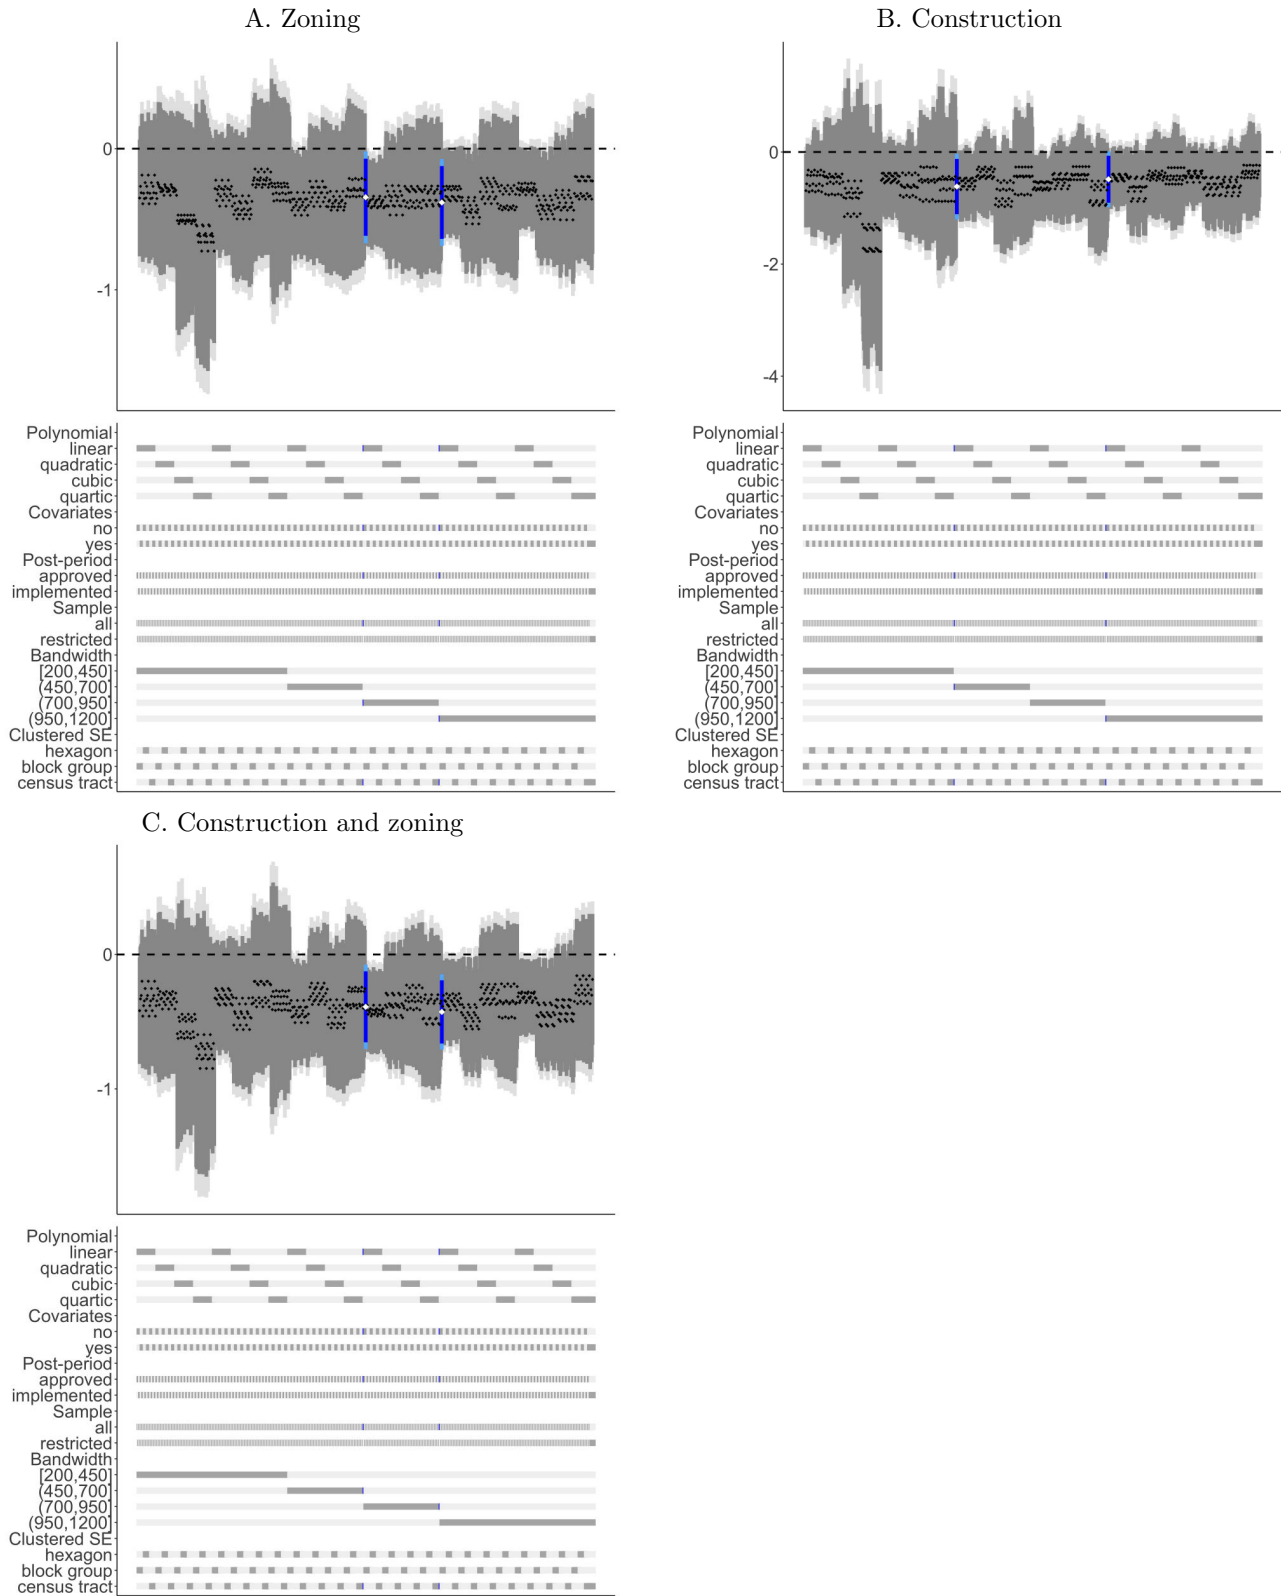 A. Zoning
0
-1
Polynomial
linear
quadratic
cubic
quartic
Covariates
no
yes
Post-period
approved
implemented
Sample
all
restricted
Bandwidth
[200,450]
(450,700]
(700,950]
(950,1200]
Clustered SE
hexagon
block group
census tract
B. Construction
0
-2
-4
Polynomial
linear
quadratic
cubic
quartic
Covariates
no
yes
Post-period
approved
implemented
Sample
all
restricted
Bandwidth
[200,450]
(450,700]
(700,950]
(950,1200]
Clustered SE
hexagon
block group
census tract
C. Construction and zoning
0
-1
Polynomial
linear
quadratic
cubic
quartic
Covariates
no
yes
Post-period
approved
implemented
Sample
all
restricted
Bandwidth
[200,450]
(450,700]
(700,950]
(950,1200]
Clustered SE
hexagon
block group
census tract